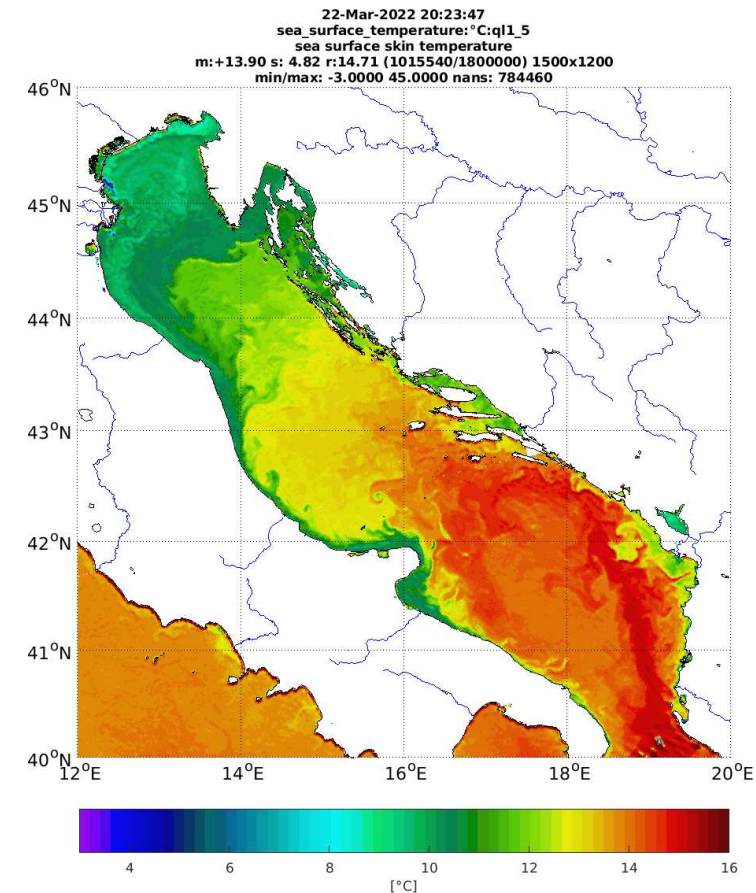 22-Mar-2022 20:23:47
sea_surface_temperature:°C:ql1_5
sea surface skin temperature
m:+13.90 s: 4.82 r:14.71 (1015540/1800000) 1500x1200
min/max: -3.0000 45.0000 nans: 784460
46°N
45°N
44°N
43°N
42°N
41°N
40°N
12°E 14°E 16°E 18°E 20°E
4 6 8 10 12 14 16
[°C]